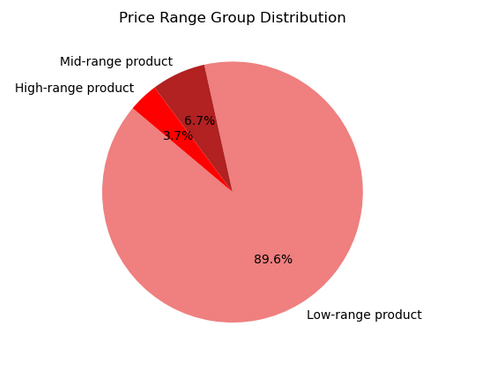 Price Range Group Distribution
Mid-range product
High-range product
6.7%
3.7%
89.6%
Low-range product